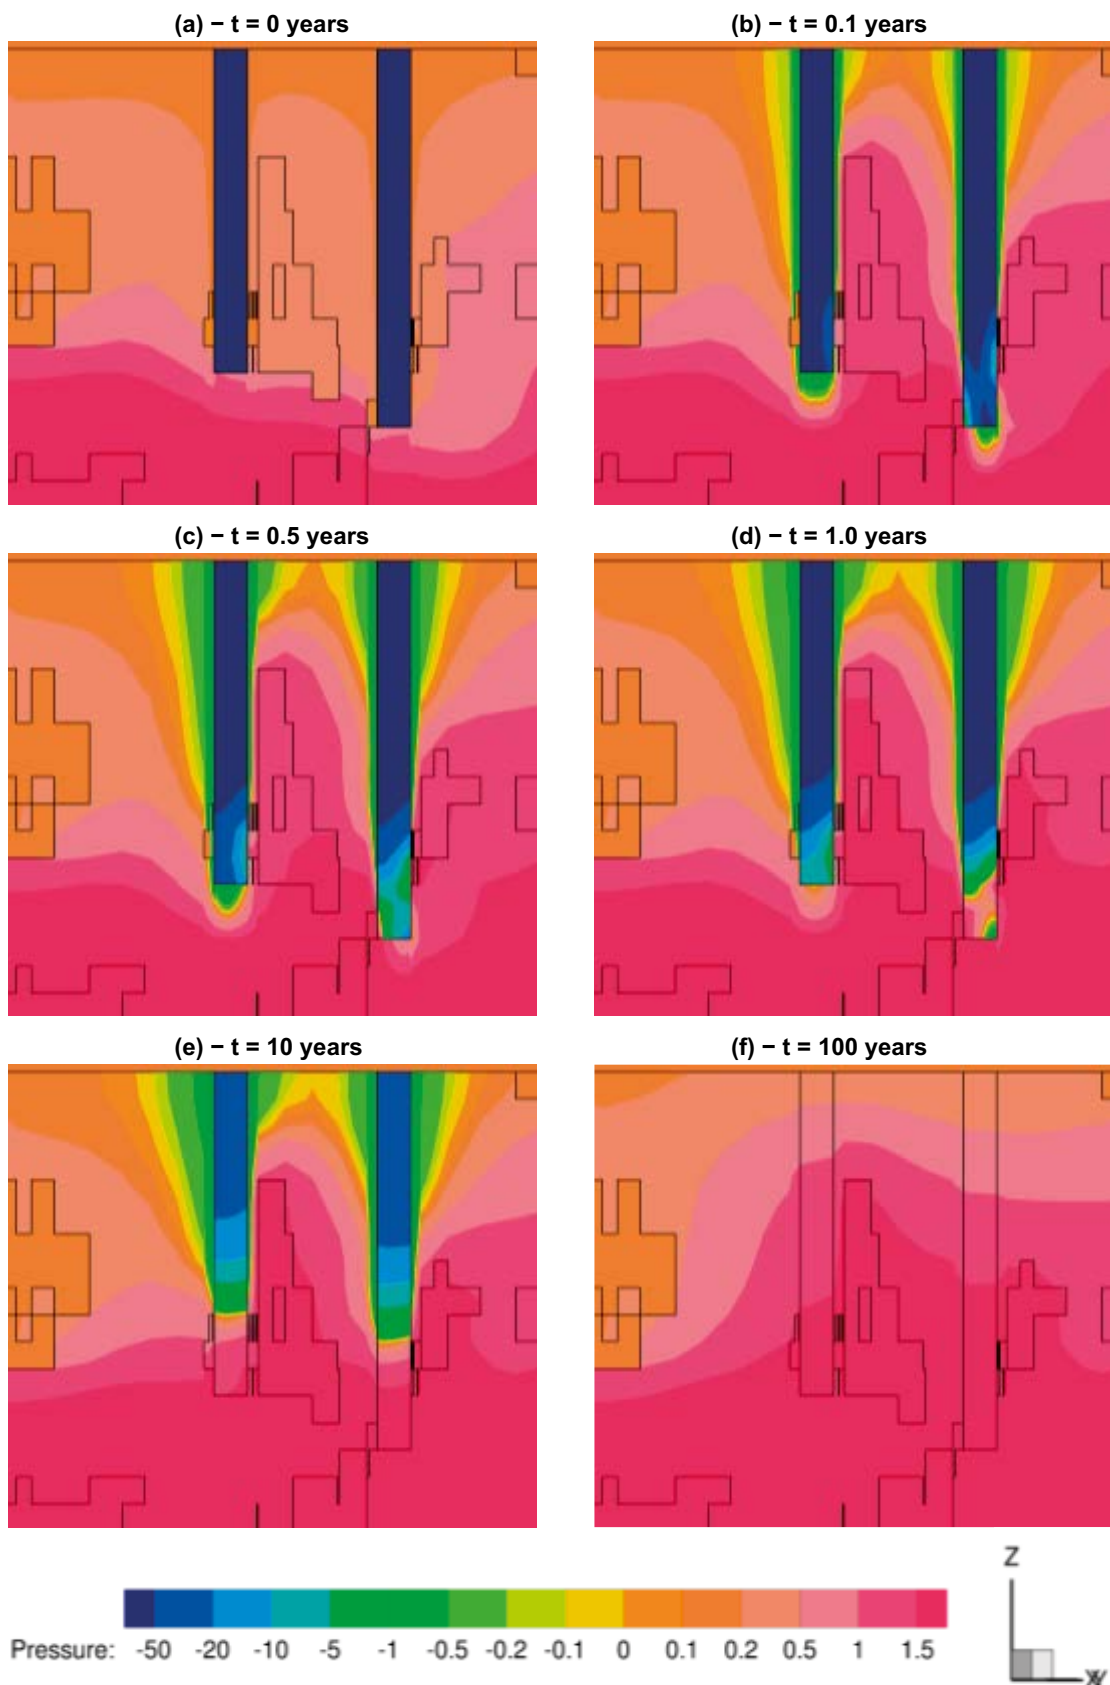 (a) – t = 0 years
(b) – t = 0.1 years
(c) – t = 0.5 years
(d) – t = 1.0 years
(e) – t = 10 years
(f) – t = 100 years
Pressure: -50 -20 -10 -5 -1 -0.5 -0.2 -0.1 0 0.1 0.2 0.5 1 1.5
Z